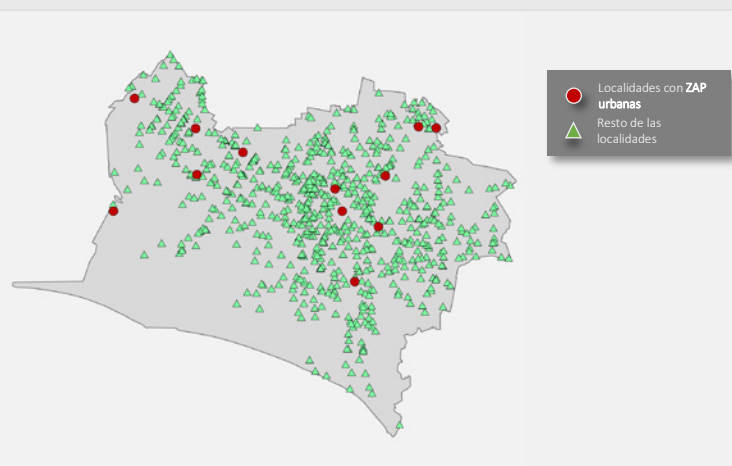 Localidades con ZAP
urbanas
Resto de las
localidades